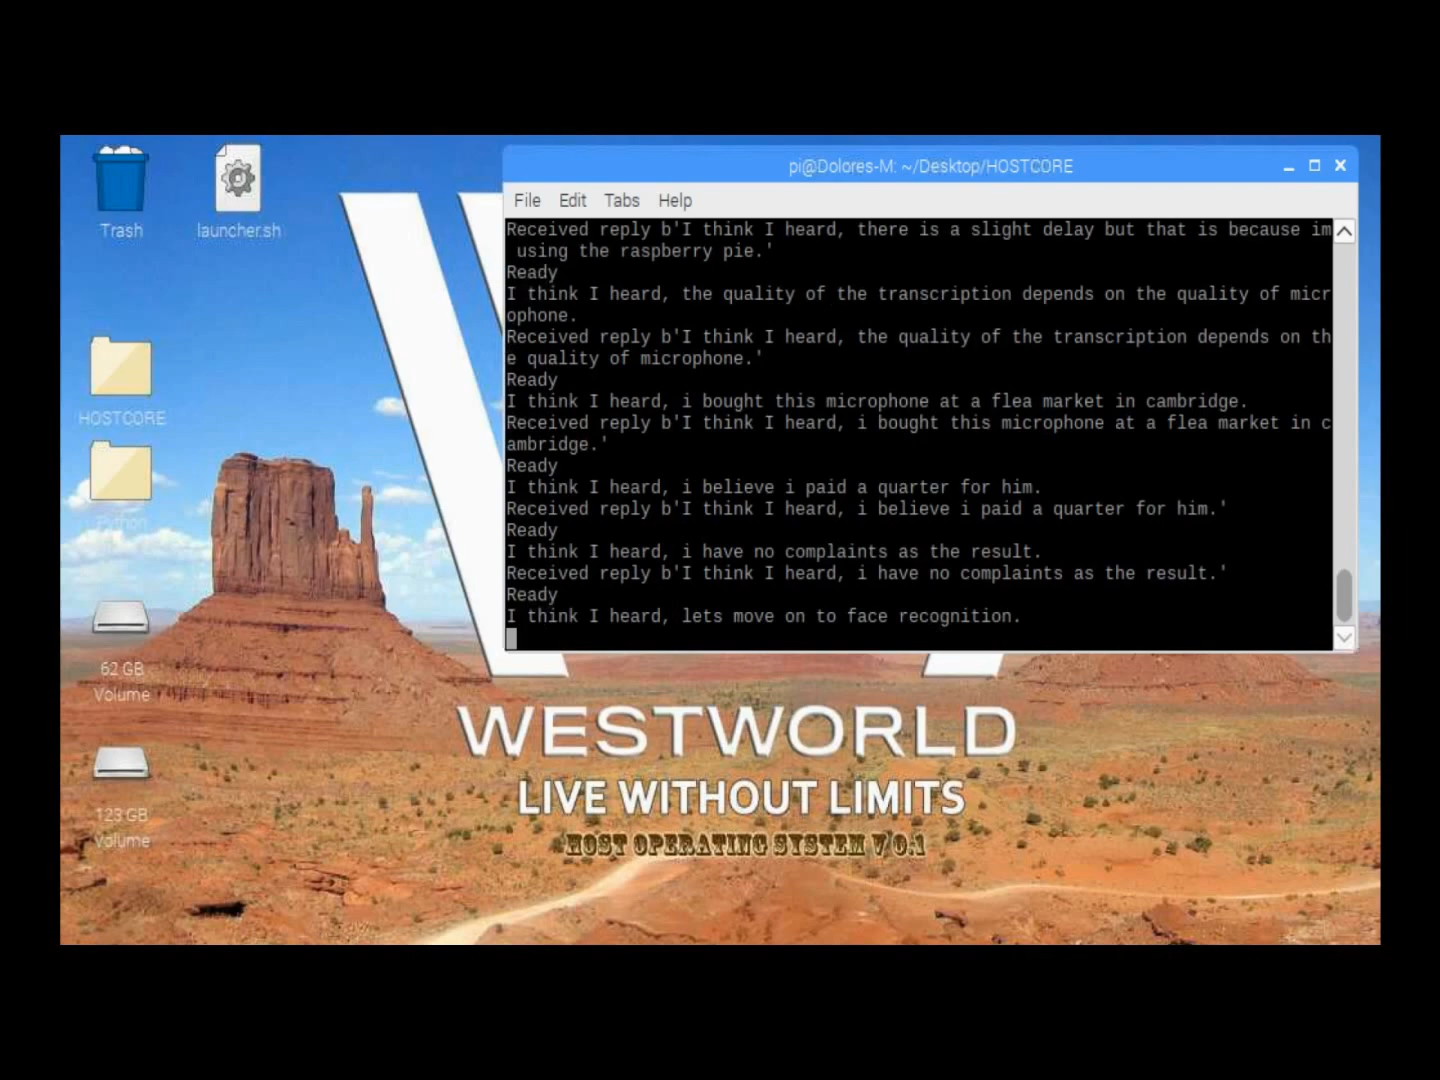 Trash
launcher.sh
HOSTCORE
Python
62 GB
Volume
123 GB
Volume
pi@Dolores-M: ~/Desktop/HOSTCORE
File Edit Tabs Help
Received reply b'I think I heard, there is a slight delay but that is because im
using the raspberry pie.'
Ready
I think I heard, the quality of the transcription depends on the quality of micr
ophone.
Received reply b'I think I heard, the quality of the transcription depends on th
e quality of microphone.'
Ready
I think I heard, i bought this microphone at a flea market in cambridge.
Received reply b'I think I heard, i bought this microphone at a flea market in c
ambridge.'
Ready
I think I heard, i believe i paid a quarter for him.
Received reply b'I think I heard, i believe i paid a quarter for him.'
Ready
I think I heard, i have no complaints as the result.
Received reply b'I think I heard, i have no complaints as the result.'
Ready
I think I heard, lets move on to face recognition.
WESTWORLD
LIVE WITHOUT LIMITS
HOST OPERATING SYSTEM V 0.1